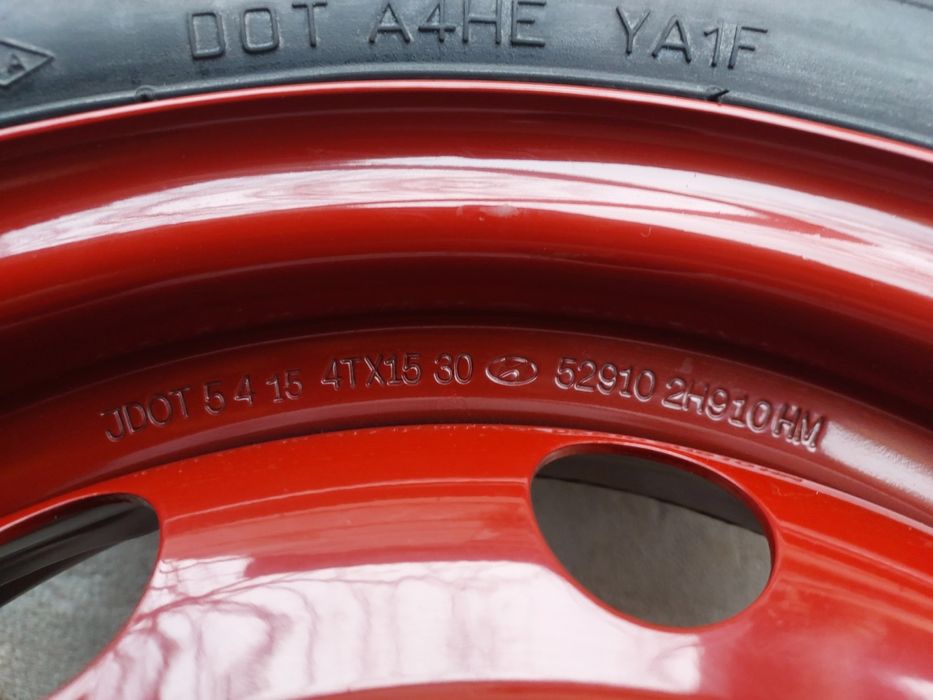 DOT A4HE YA1F
A
JDOT 5 4 15 4TX15 30 52910 2H910HM